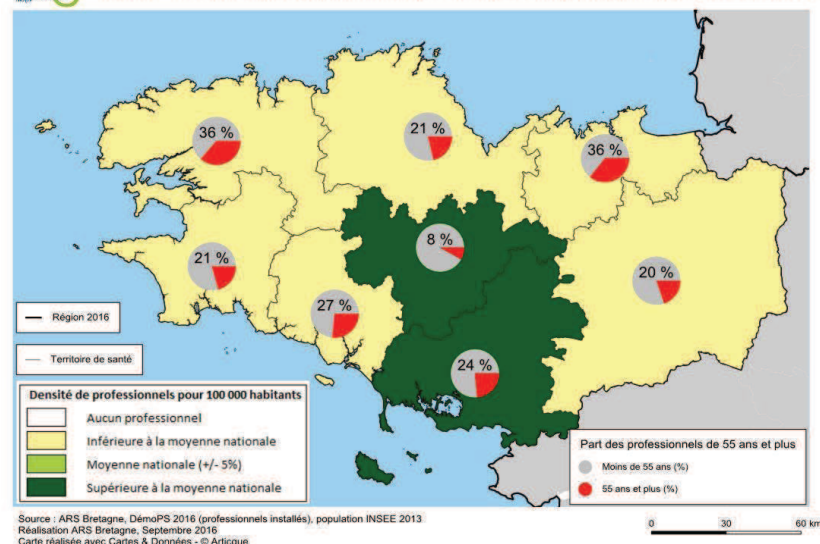 36 %
21 %
36 %
8 %
21 %
20 %
27 %
24 %
Région 2016
Territoire de santé
Densité de professionnels pour 100 000 habitants
Aucun professionnel
Inférieure à la moyenne nationale
Moyenne nationale (+/- 5%)
Supérieure à la moyenne nationale
Part des professionnels de 55 ans et plus
Moins de 55 ans (%)
55 ans et plus (%)
Source : ARS Bretagne, DémoPS 2016 (professionnels installés), population INSEE 2013
Réalisation ARS Bretagne, Septembre 2016
Carte réalisée avec Cartes & Données - © Articque
0 30 60 km